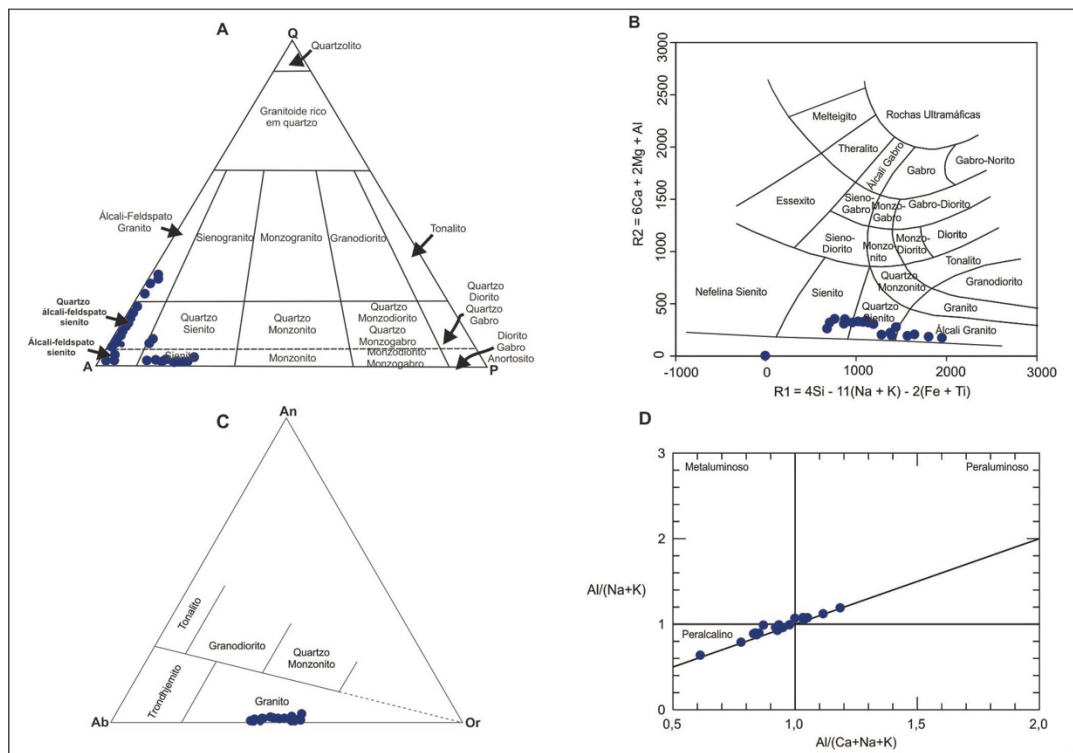 A
Q
Quartzolito
Granitoide rico
em quartzo
Álcali-Feldspato
Granito
Sienogranito
Monzogranito
Granodiorito
Tonalito
Quartzo
álcali-feldspato
sienito
Álcali-feldspato
sienito
Quartzo
Sienito
Quartzo
Monzonito
Quartzo
Monzodiorito
Quartzo
Monzogabro
Quartzo
Diorito
Quartzo
Gabro
Sienito
Monzonito
Monzodiorito
Monzogabro
Diorito
Gabro
Anortosito
A
P
B
R2 = 6Ca + 2Mg + Al
3000
2500
2000
1500
1000
500
0
Melteigito
Rochas Ultramáficas
Theralito
Álcali Gabro
Gabro
Gabro-Norito
Essexito
Sieno-
Gabro
Monzo-
Gabro
Gabro-Diorito
Sieno-
Diorito
Monzo-
nito
Monzo-
Diorito
Diorito
Tonalito
Nefelina Sienito
Sienito
Quartzo
Monzonito
Granodiorito
Quartzo
Sienito
Granito
Álcali Granito
-1000
0
1000
2000
3000
R1 = 4Si - 11(Na + K) - 2(Fe + Ti)
C
An
Tonalito
Granodiorito
Quartzo
Monzonito
Trondhjemito
Granito
Ab
Or
D
3
Metaluminoso
Peraluminoso
2
Al/(Na+K)
1
Peralcalino
0
0,5
1,0
1,5
2,0
Al/(Ca+Na+K)